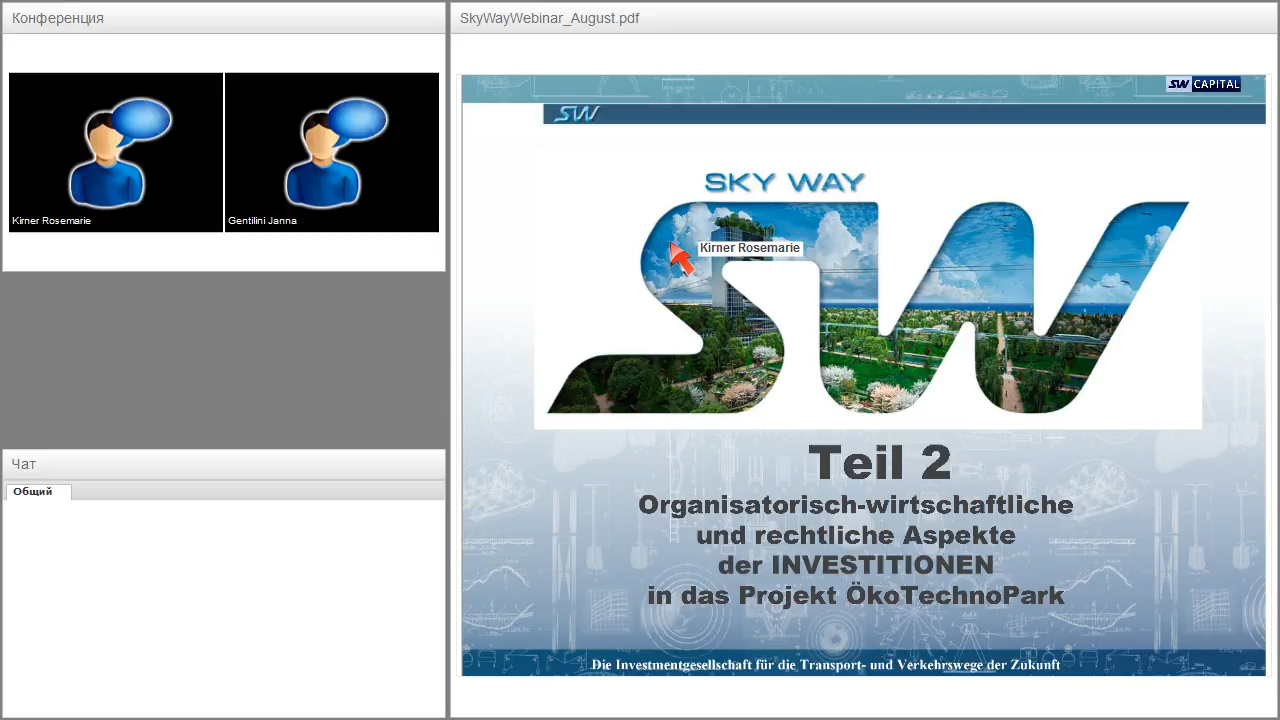 Конференция
Kirner Rosemarie
Gentilini Janna
Чат
Общий
SkyWayWebinar_August.pdf
SW CAPITAL
SW
SKY WAY
Kirner Rosemarie
SW
Teil 2
Organisatorisch-wirtschaftliche
und rechtliche Aspekte
der INVESTITIONEN
in das Projekt ÖkoTechnoPark
Die Investmentgesellschaft für die Transport- und Verkehrswege der Zukunft